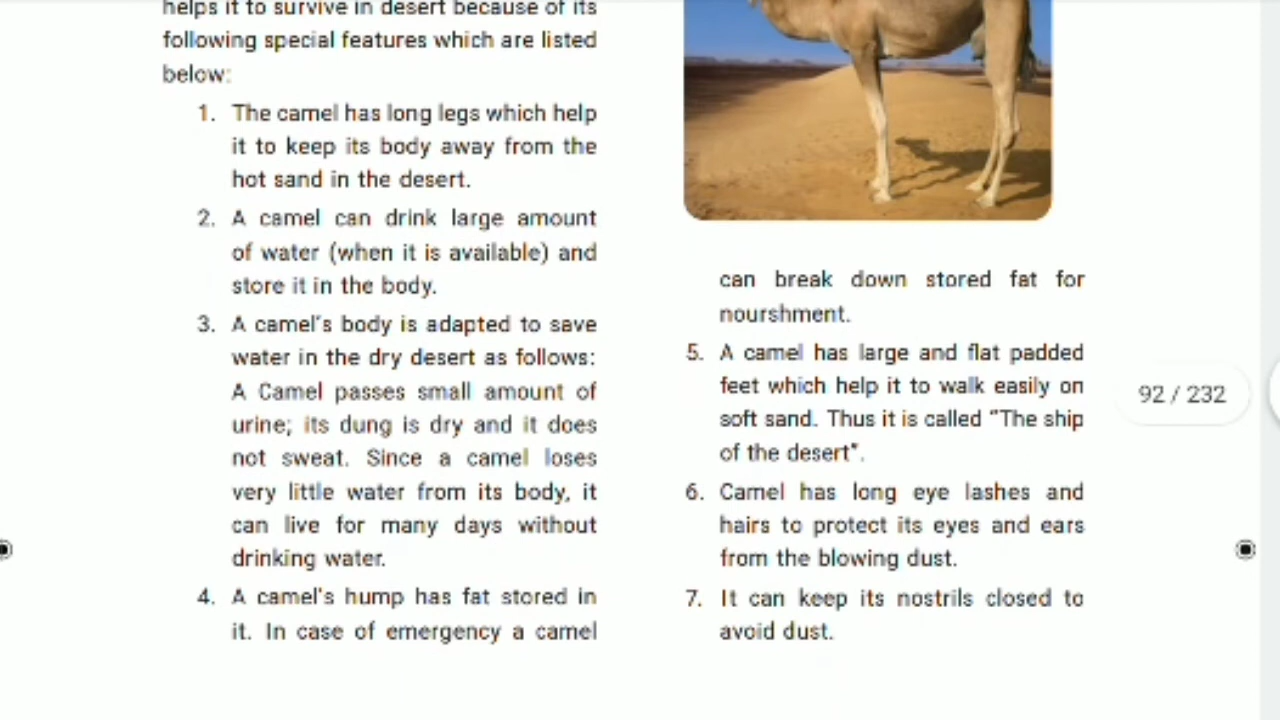 helps it to survive in desert because of its
following special features which are listed
below:
1. The camel has long legs which help
it to keep its body away from the
hot sand in the desert.
2. A camel can drink large amount
of water (when it is available) and
store it in the body.
3. A camel's body is adapted to save
water in the dry desert as follows:
A Camel passes small amount of
urine; its dung is dry and it does
not sweat. Since a camel loses
very little water from its body, it
can live for many days without
drinking water.
4. A camel's hump has fat stored in
it. In case of emergency a camel
can break down stored fat for
nourshment.
5. A camel has large and flat padded
feet which help it to walk easily on
soft sand. Thus it is called "The ship
of the desert".
6. Camel has long eye lashes and
hairs to protect its eyes and ears
from the blowing dust.
7. It can keep its nostrils closed to
avoid dust.
92 / 232